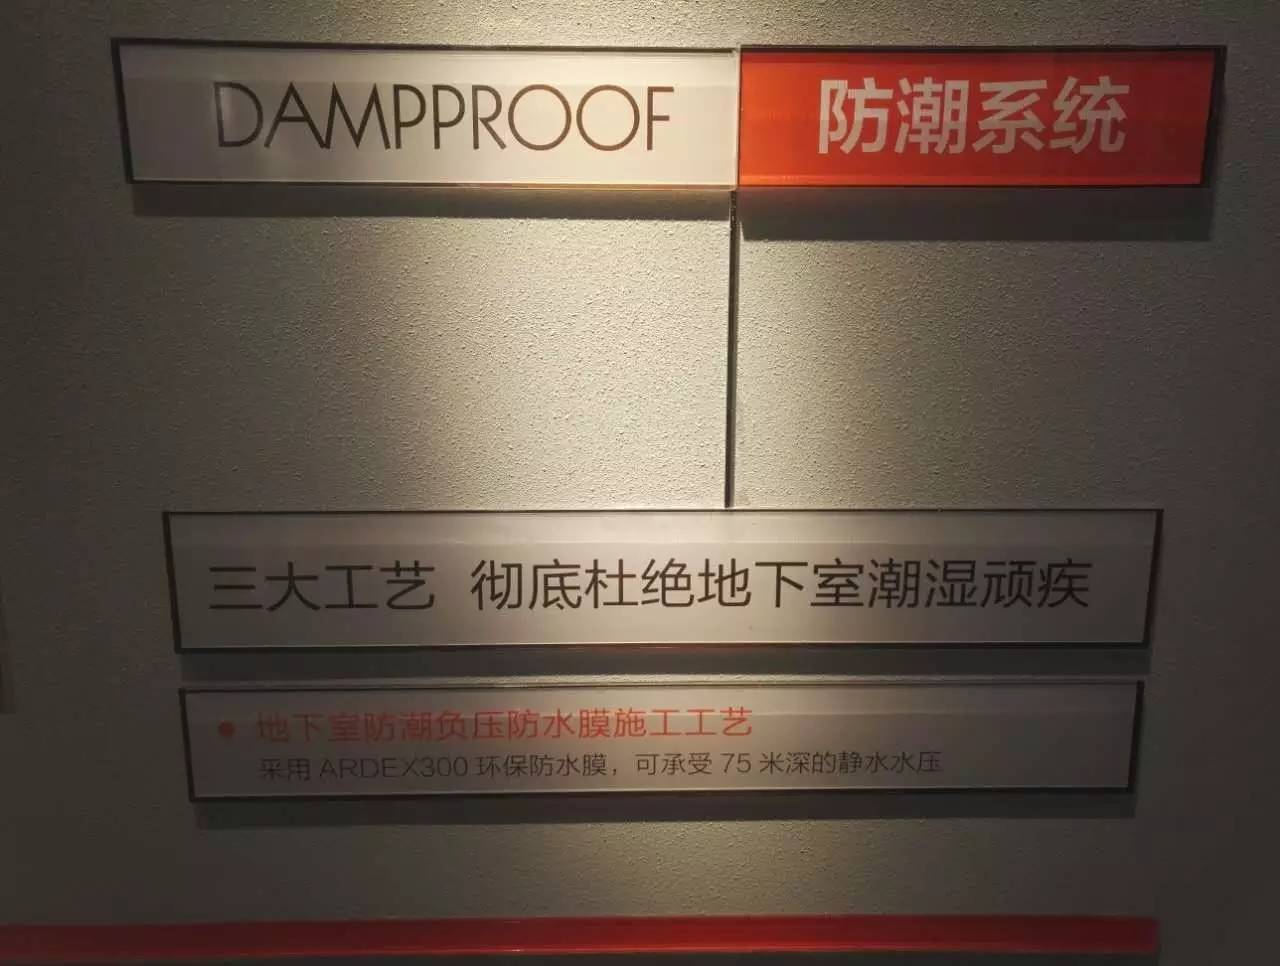 DAMPPROOF 防潮系统
三大工艺 彻底杜绝地下室潮湿顽疾
● 地下室防潮负压防水膜施工工艺
采用 ARDEX300 环保防水膜，可承受 75 米深的静水水压